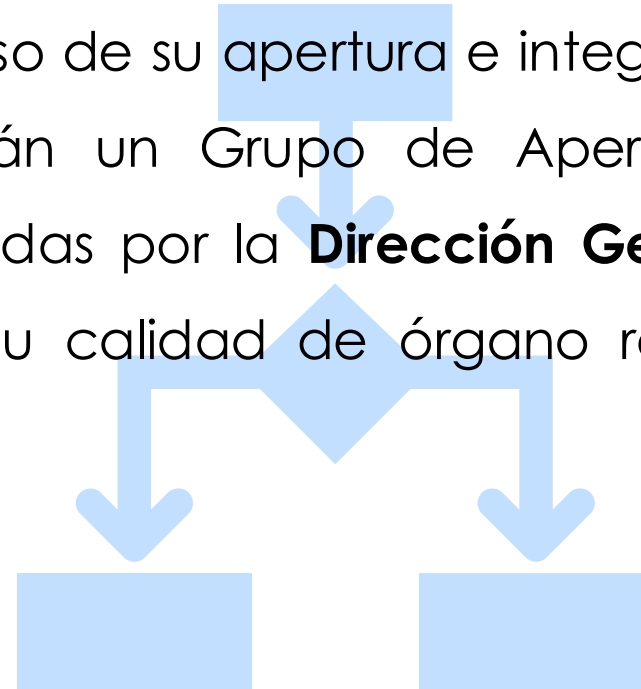 so de su apertura e integ
án un Grupo de Aper
das por la Dirección Ge
u calidad de órgano r